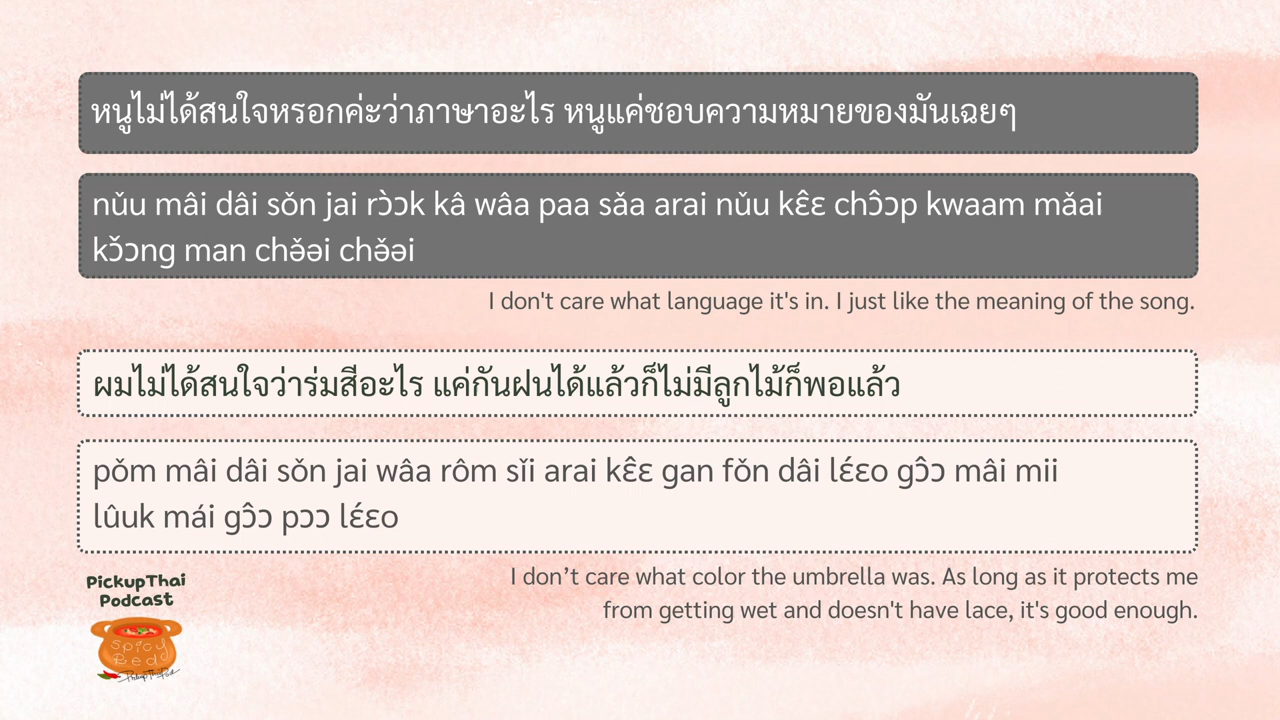 หนูไม่ได้สนใจหรอกค่ะว่าภาษาอะไร หนูแค่ชอบความหมายของมันเฉยๆ
nǔu mâi dâi sǒn jai rɔ̀ɔk kâ wâa paa sǎa arai nǔu kɛ̂ɛ chɔ̂ɔp kwaam mǎai
kɔ̌ɔng man chə̌əi chə̌əi
I don't care what language it's in. I just like the meaning of the song.
ผมไม่ได้สนใจว่าร่มสีอะไร แค่กันฝนได้แล้วก็ไม่มีลูกไม้ก็พอแล้ว
pǒm mâi dâi sǒn jai wâa rôm sǐi arai kɛ̂ɛ gan fǒn dâi lɛ́ɛo gɔ̂ɔ mâi mii
lûuk mái gɔ̂ɔ pɔɔ lɛ́ɛo
I don’t care what color the umbrella was. As long as it protects me
from getting wet and doesn't have lace, it's good enough.
PickupThai
Podcast
Spicy
Red
PickupThaiPod